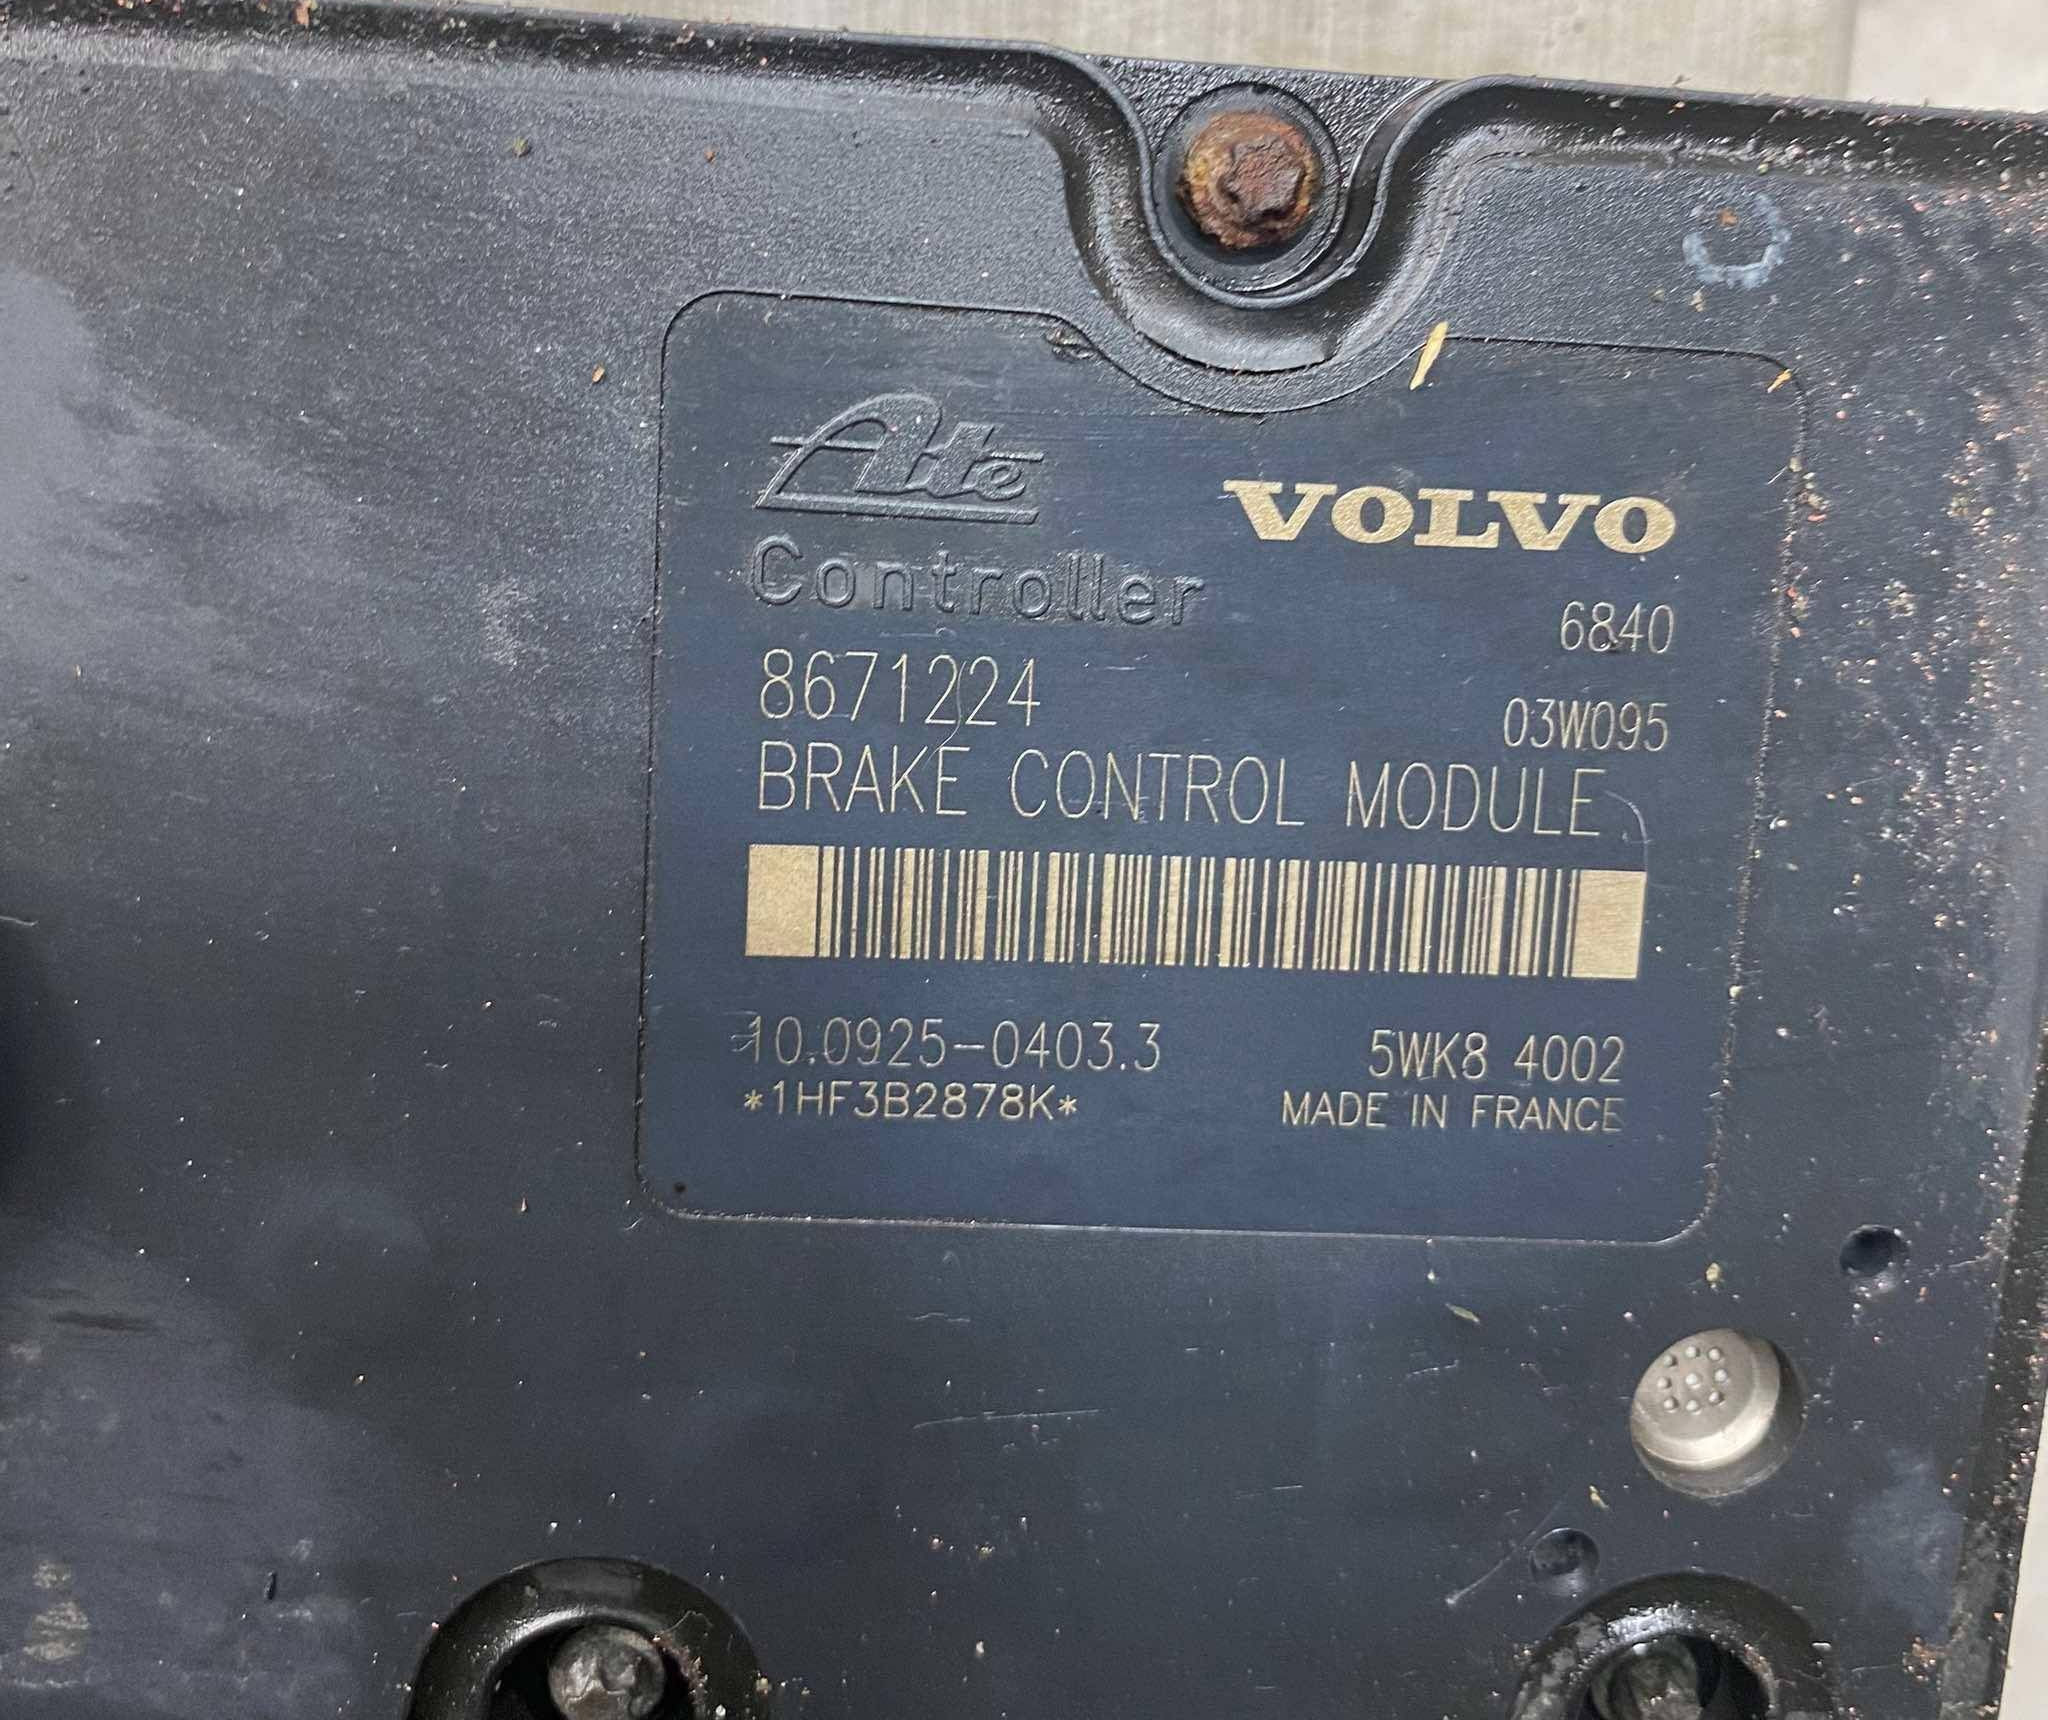 Ate
VOLVO
Controller
6840
8671224
03W095
BRAKE CONTROL MODULE
10.0925-0403.3
5WK8 4002
*1HF3B2878K*
MADE IN FRANCE